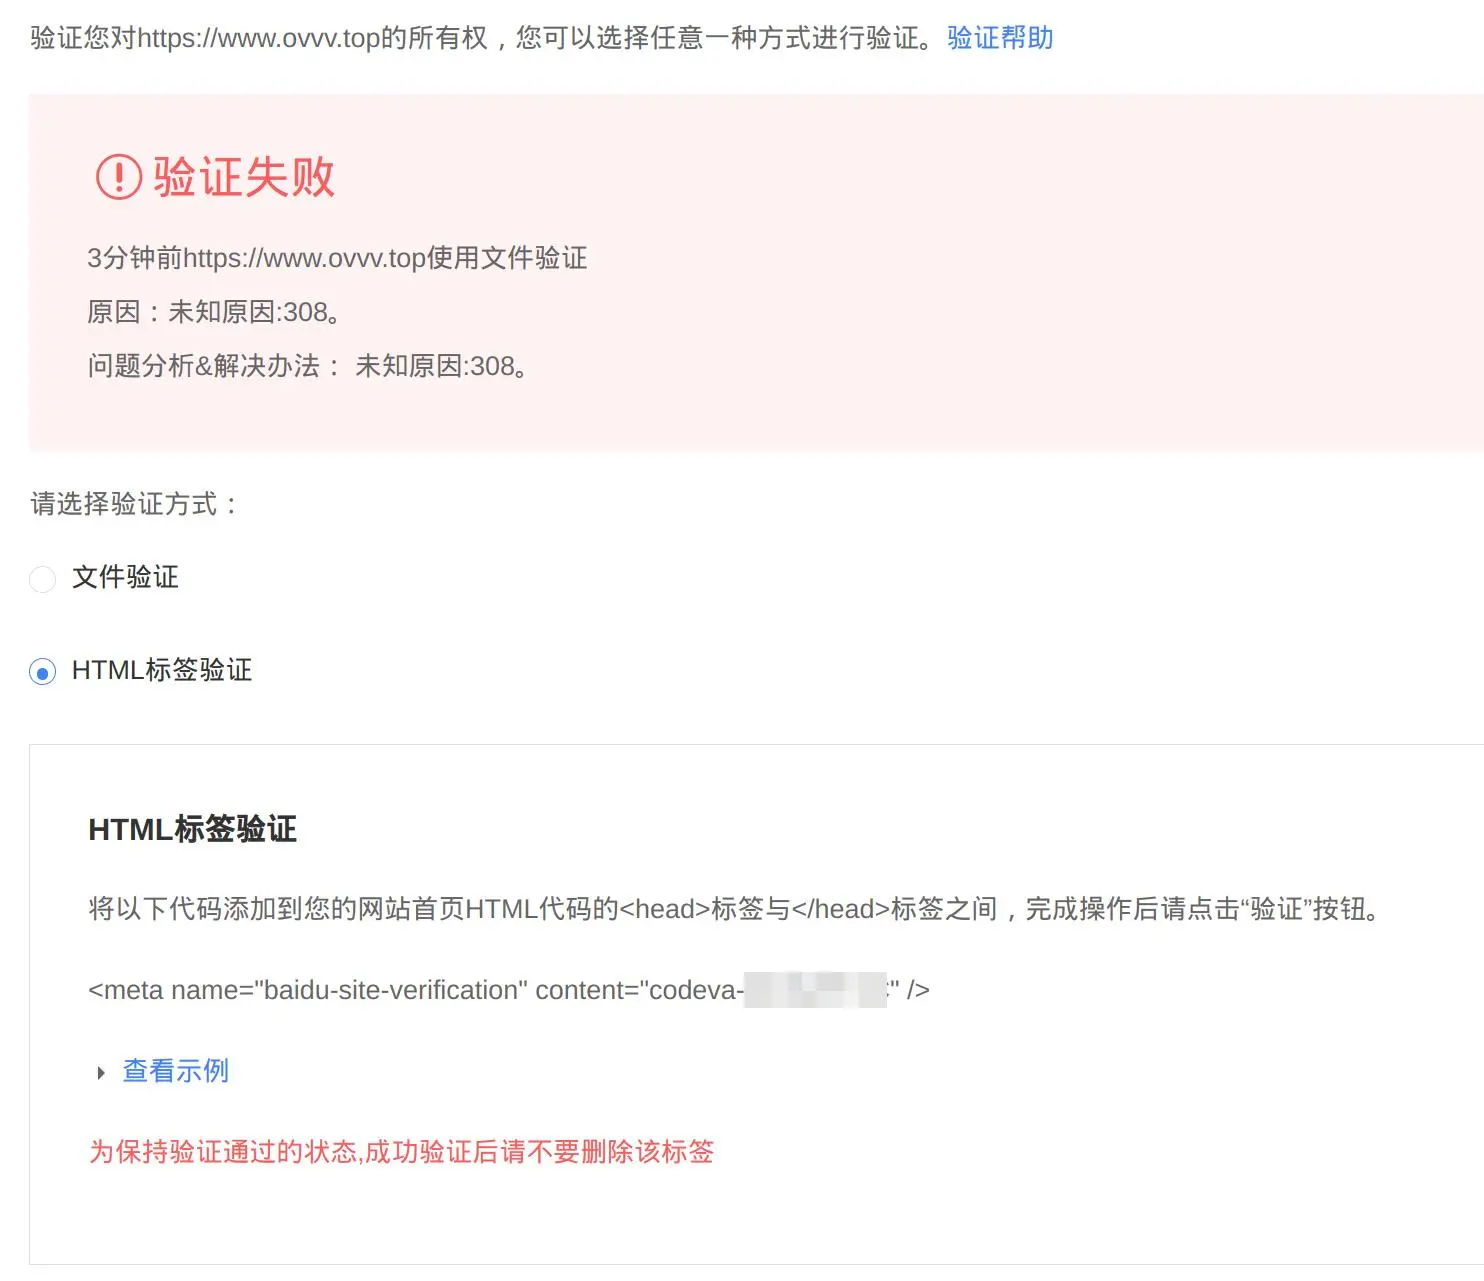 验证您对https://www.ovvv.top的所有权，您可以选择任意一种方式进行验证。验证帮助
验证失败
3分钟前https://www.ovvv.top使用文件验证
原因：未知原因:308。
问题分析&解决办法： 未知原因:308。
请选择验证方式：
文件验证
HTML标签验证
HTML标签验证
将以下代码添加到您的网站首页HTML代码的<head>标签与</head>标签之间，完成操作后请点击“验证”按钮。
<meta name="baidu-site-verification" content="codeva-" />
查看示例
为保持验证通过的状态,成功验证后请不要删除该标签